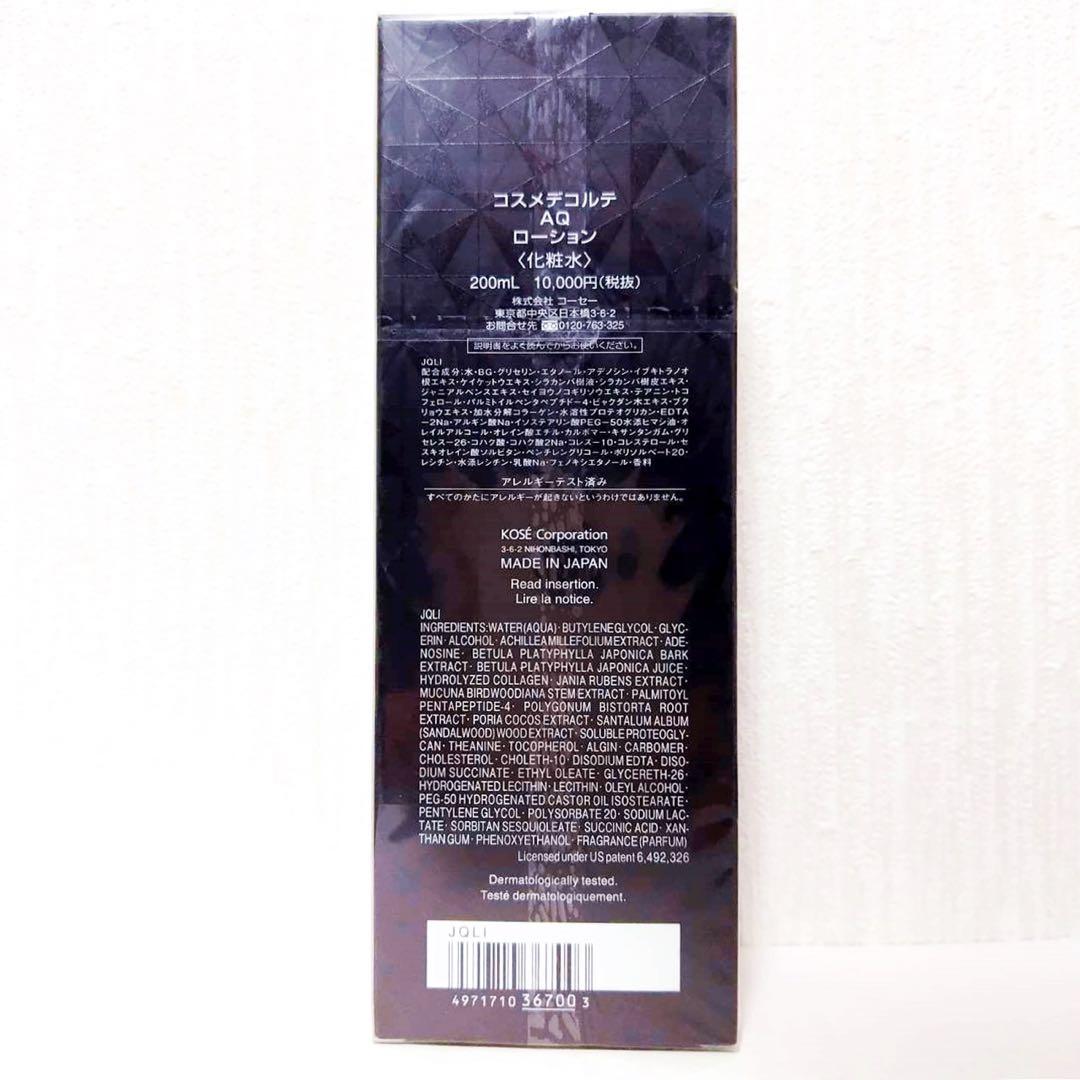 コスメデコルテ
AQ
ローション
〈化粧水〉
200mL 10,000円(税抜)
株式会社 コーセー
東京都中央区日本橋3-6-2
お問合せ先 0120-763-325
説明書をよく読んでからお使いください。
JQLI
配合成分:水・BG・グリセリン・エタノール・アデノシン・イブキトラノオ
根エキス・ケイケットウエキス・シラカンバ樹液・シラカンバ樹皮エキス・
ジャニアルベンスエキス・セイヨウノコギリソウエキス・テアニン・トコ
フェロール・パルミトイルペンタペプチド-4・ビャクダン木エキス・ブク
リョウエキス・加水分解コラーゲン・水溶性プロテオグリカン・EDTA
-2Na・アルギン酸Na・イソステアリン酸PEG-50水添ヒマシ油・オ
レイルアルコール・オレイン酸エチル・カルボマー・キサンタンガム・グリ
セレス-26・コハク酸・コハク酸2Na・コレス-10・コレステロール・セ
スキオレイン酸ソルビタン・ペンチレングリコール・ポリソルベート20・
レシチン・水添レシチン・乳酸Na・フェノキシエタノール・香料
アレルギーテスト済み
すべてのかたにアレルギーが起きないというわけではありません。
KOSÉ Corporation
3-6-2 NIHONBASHI, TOKYO
MADE IN JAPAN
Read insertion.
Lire la notice.
JQLI
INGREDIENTS:WATER(AQUA)・BUTYLENE GLYCOL・GLYC-
ERIN・ALCOHOL・ACHILLEA MILLEFOLIUM EXTRACT・ADE-
NOSINE・BETULA PLATYPHYLLA JAPONICA BARK
EXTRACT・BETULA PLATYPHYLLA JAPONICA JUICE・
HYDROLYZED COLLAGEN・JANIA RUBENS EXTRACT・
MUCUNA BIRDWOODIANA STEM EXTRACT・PALMITOYL
PENTAPEPTIDE-4・POLYGONUM BISTORTA ROOT
EXTRACT・PORIA COCOS EXTRACT・SANTALUM ALBUM
(SANDALWOOD) WOOD EXTRACT・SOLUBLE PROTEOGLY-
CAN・THEANINE・TOCOPHEROL・ALGIN・CARBOMER・
CHOLESTEROL・CHOLETH-10・DISODIUM EDTA・DISO-
DIUM SUCCINATE・ETHYL OLEATE・GLYCERETH-26・
HYDROGENATED LECITHIN・LECITHIN・OLEYL ALCOHOL・
PEG-50 HYDROGENATED CASTOR OIL ISOSTEARATE・
PENTYLENE GLYCOL・POLYSORBATE 20・SODIUM LAC-
TATE・SORBITAN SESQUIOLEATE・SUCCINIC ACID・XAN-
THAN GUM・PHENOXYETHANOL・FRAGRANCE (PARFUM)
Licensed under US patent 6,492,326
Dermatologically tested.
Testé dermatologiquement.
JQLI
4971710 36700 3